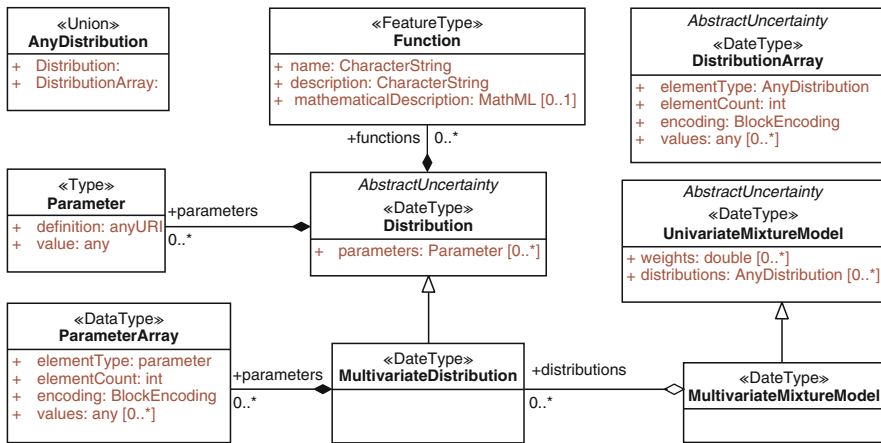 «Union»
AnyDistribution
+ Distribution:
+ DistributionArray:
«FeatureType»
Function
+ name: CharacterString
+ description: CharacterString
+ mathematicalDescription: MathML [0..1]
AbstractUncertainty
«DateType»
DistributionArray
+ elementType: AnyDistribution
+ elementCount: int
+ encoding: BlockEncoding
+ values: any [0..*]
+functions 0..*
«Type»
Parameter
+ definition: anyURI
+ value: any
+parameters
0..*
AbstractUncertainty
«DateType»
Distribution
+ parameters: Parameter [0..*]
AbstractUncertainty
«DateType»
UnivariateMixtureModel
+ weights: double [0..*]
+ distributions: AnyDistribution [0..*]
«DataType»
ParameterArray
+ elementType: parameter
+ elementCount: int
+ encoding: BlockEncoding
+ values: any [0..*]
+parameters
0..*
«DateType»
MultivariateDistribution
+distributions
0..*
«DateType»
MultivariateMixtureModel